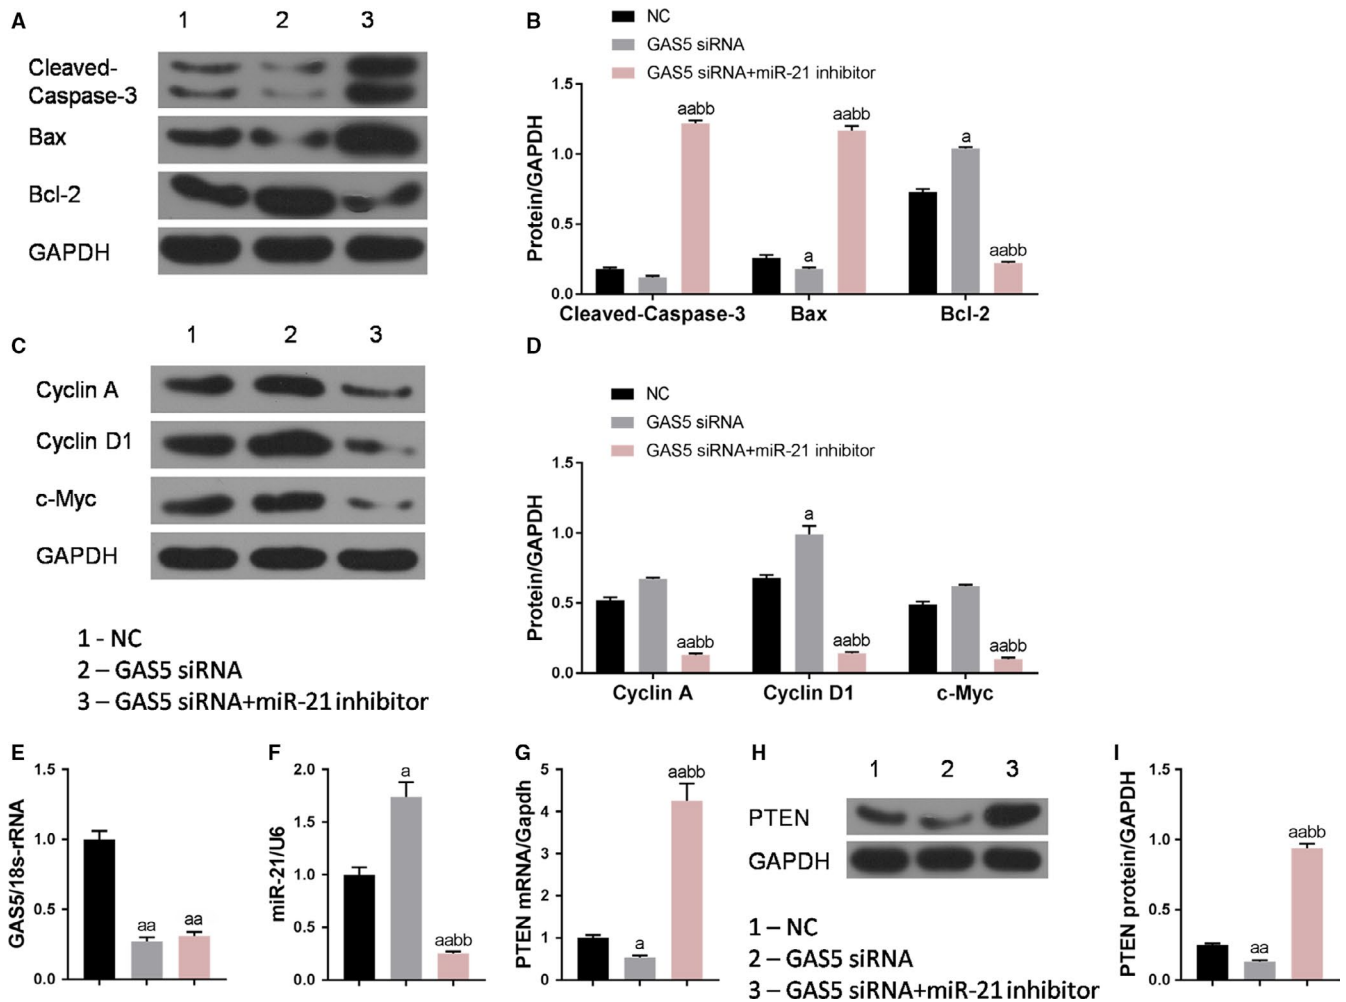 A
1 2 3
Cleaved-
Caspase-3
Bax
Bcl-2
GAPDH
B
NC
GAS5 siRNA
GAS5 siRNA+miR-21 inhibitor
Protein/GAPDH
1.5
1.0
0.5
0.0
aabb
a
aabb
a
aabb
Cleaved-Caspase-3 Bax Bcl-2
C
1 2 3
Cyclin A
Cyclin D1
c-Myc
GAPDH
1 - NC
2 – GAS5 siRNA
3 – GAS5 siRNA+miR-21 inhibitor
D
NC
GAS5 siRNA
GAS5 siRNA+miR-21 inhibitor
Protein/GAPDH
1.5
1.0
0.5
0.0
aabb
a
aabb
aabb
Cyclin A Cyclin D1 c-Myc
E
GAS5/18s-rRNA
1.5
1.0
0.5
0.0
aa aa
F
miR-21/U6
2.0
1.5
1.0
0.5
0.0
a
aabb
G
PTEN mRNA/Gapdh
5
4
3
2
1
0
a
aabb
H
1 2 3
PTEN
GAPDH
1 – NC
2 – GAS5 siRNA
3 – GAS5 siRNA+miR-21 inhibitor
I
PTEN protein/GAPDH
1.5
1.0
0.5
0.0
aa
aabb